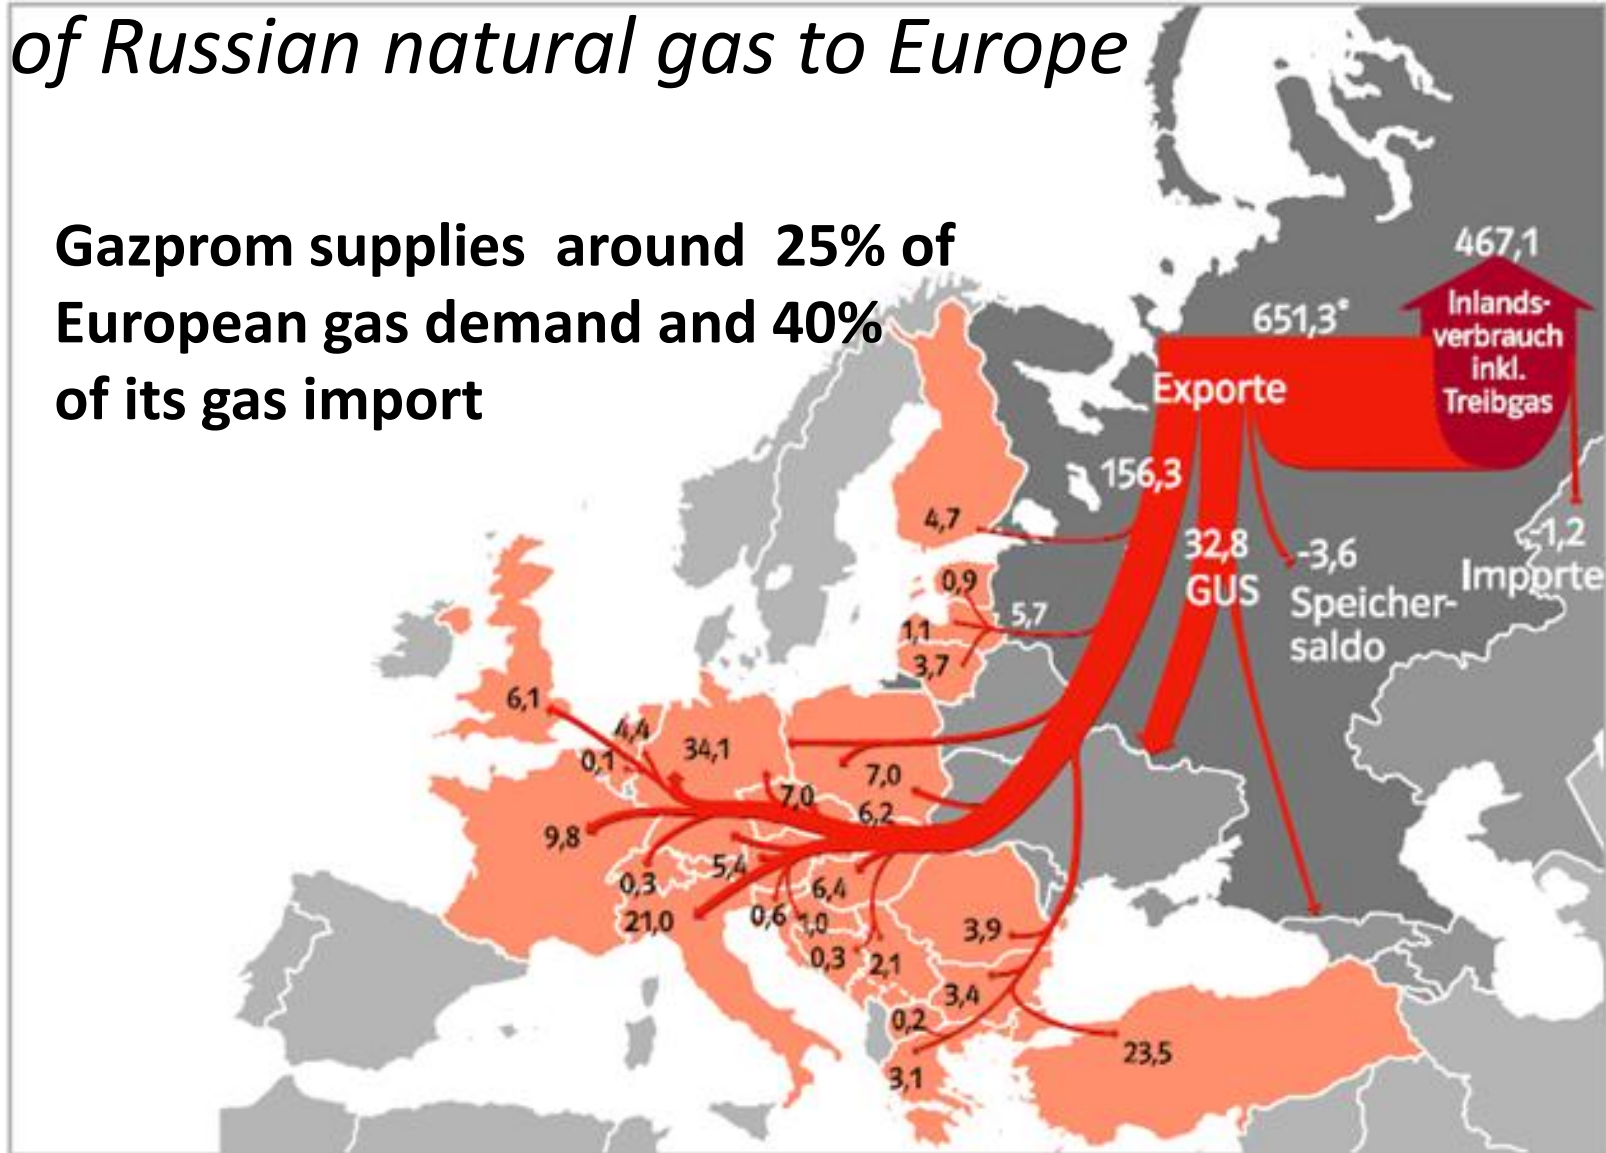 of Russian natural gas to Europe
Gazprom supplies around 25% of
European gas demand and 40%
of its gas import
467,1
Inlands-
verbrauch
inkl.
Treibgas
651,3*
Exporte
156,3
32,8
GUS
-3,6
Speicher-
saldo
-1,2
Importe
4,7
0,9
5,7
1,1
3,7
6,1
4,4
0,1
34,1
7,0
7,0
6,2
9,8
5,4
0,3
6,4
21,0
0,6
1,0
3,9
0,3
2,1
3,4
0,2
23,5
3,1